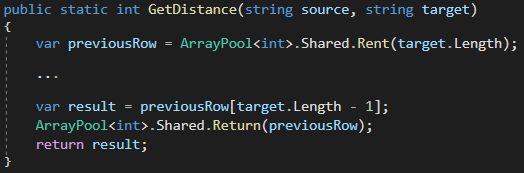 public static int GetDistance(string source, string target)
{
    var previousRow = ArrayPool<int>.Shared.Rent(target.Length);
    ...
    var result = previousRow[target.Length - 1];
    ArrayPool<int>.Shared.Return(previousRow);
    return result;
}